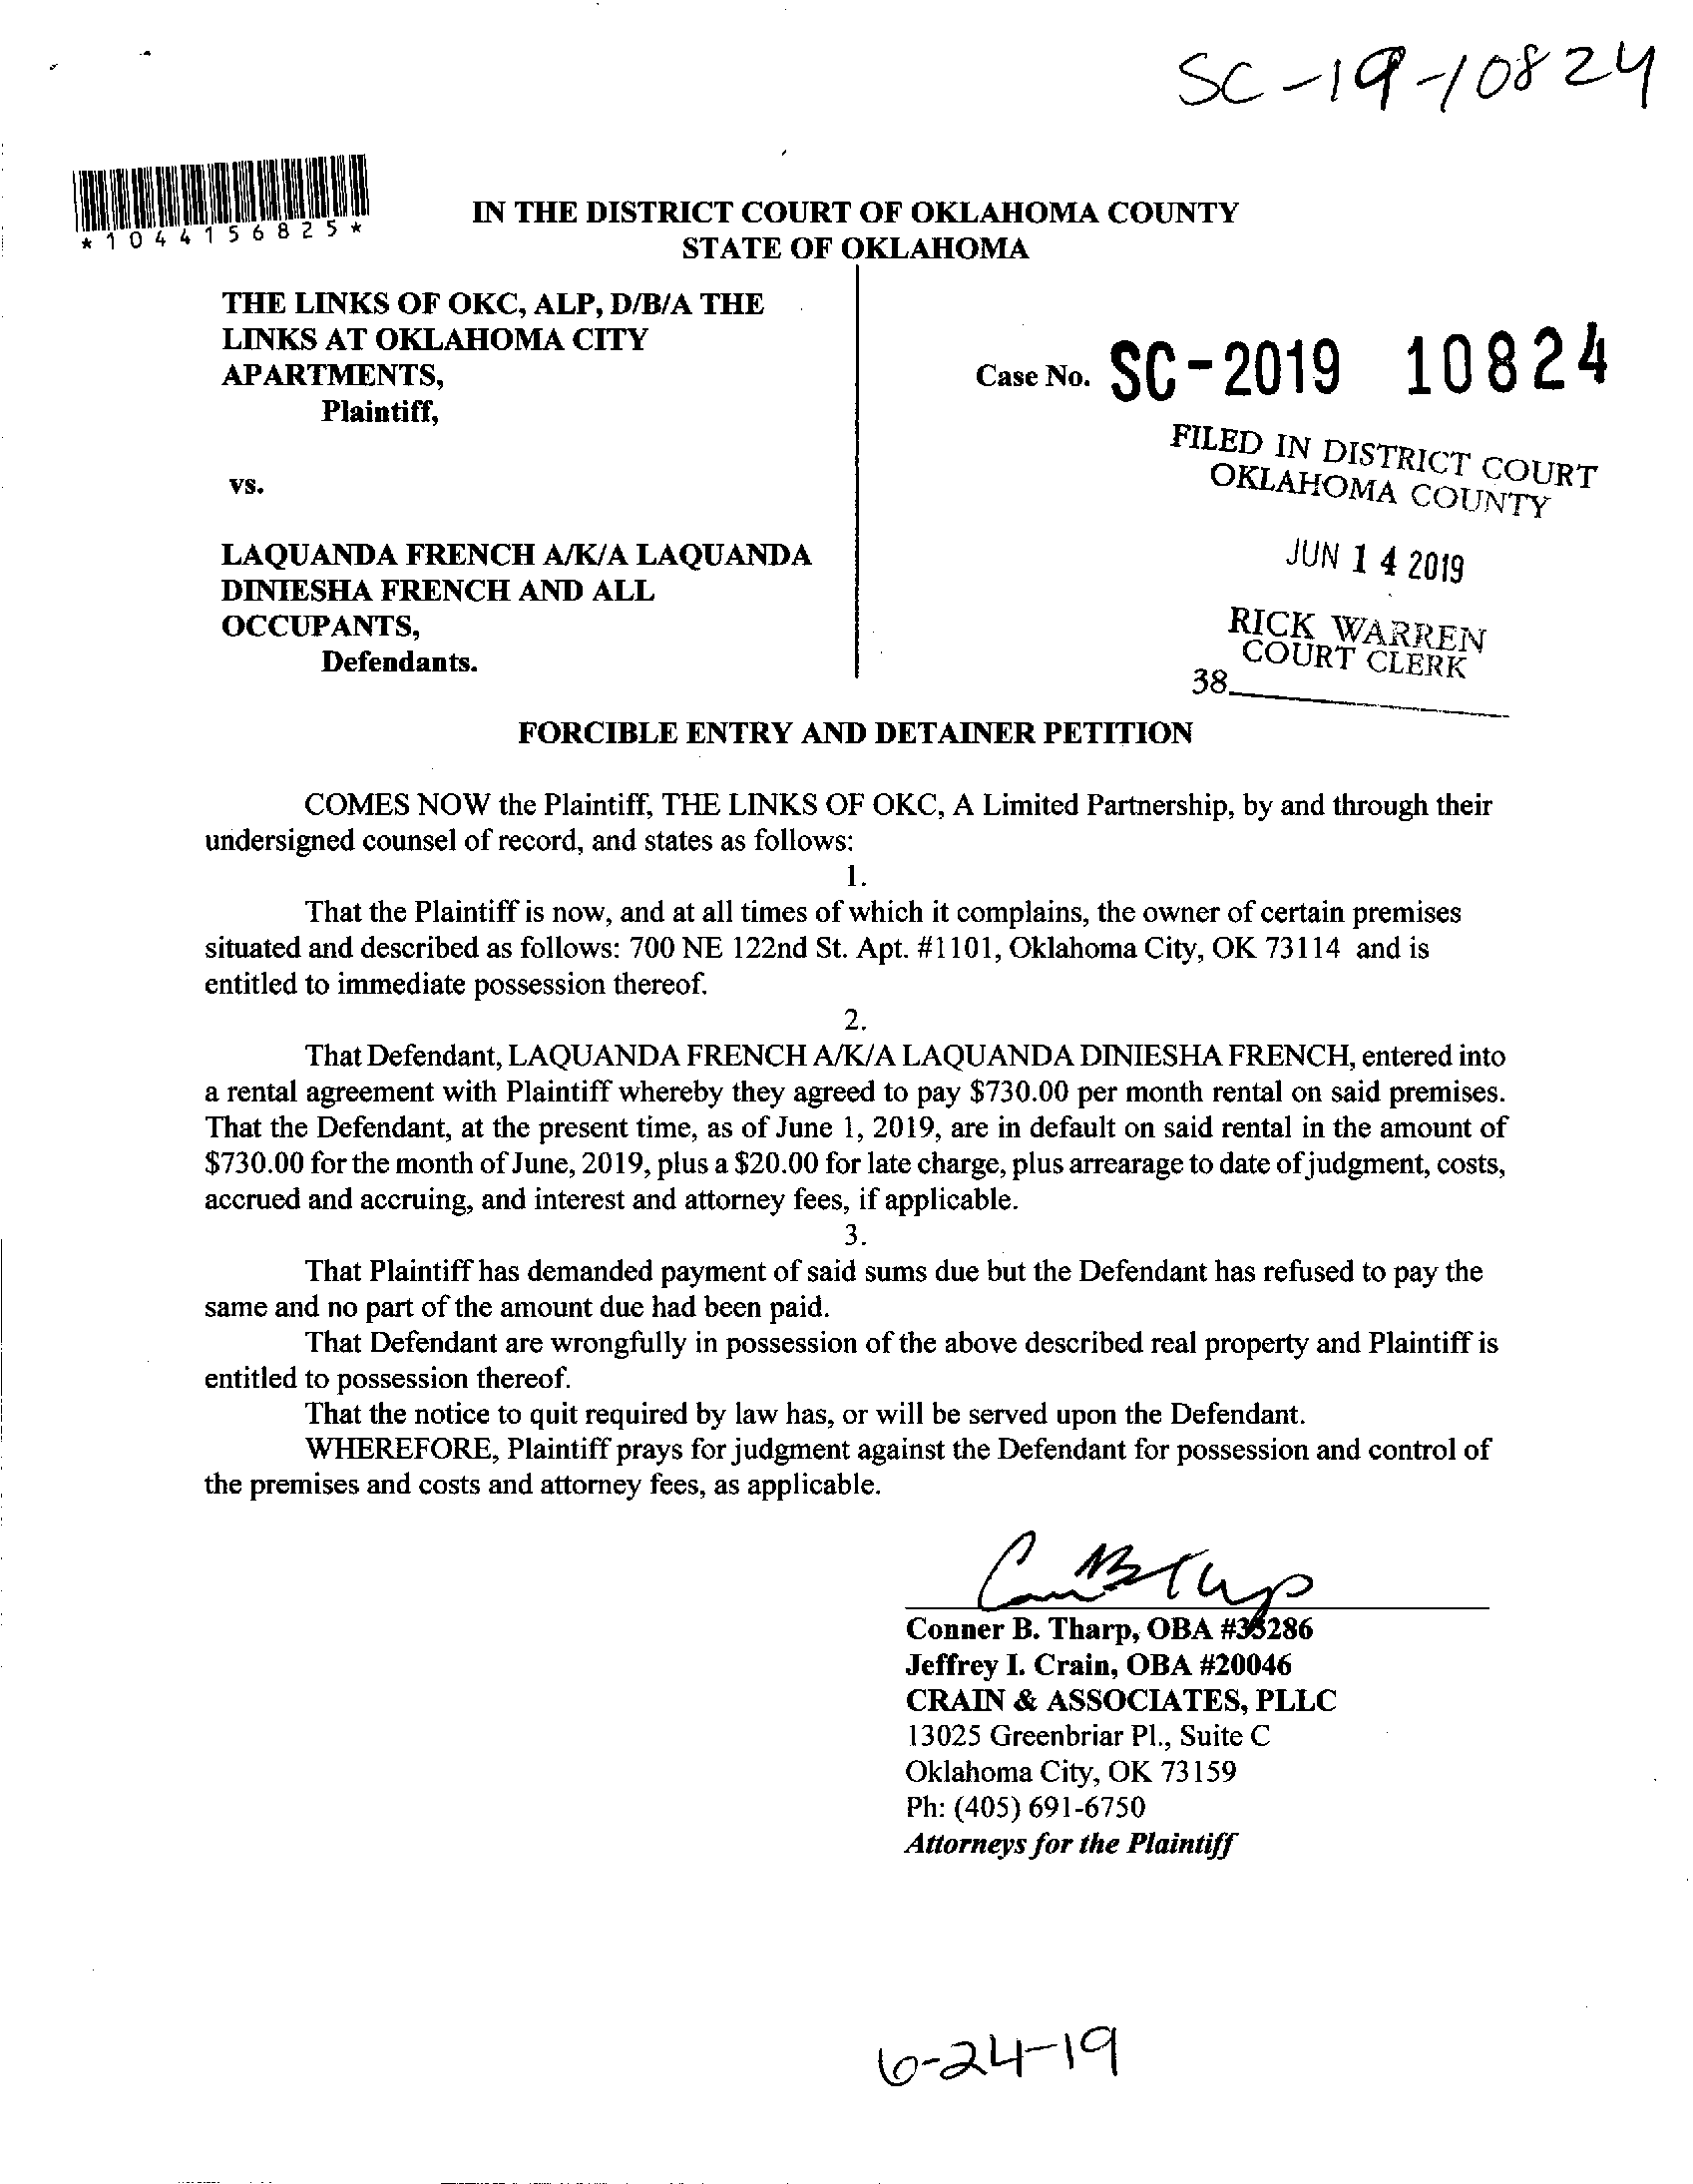 SC-19-10824
*1044156825*
IN THE DISTRICT COURT OF OKLAHOMA COUNTY
STATE OF OKLAHOMA
THE LINKS OF OKC, ALP, D/B/A THE
LINKS AT OKLAHOMA CITY
APARTMENTS,
Plaintiff,
vs.
LAQUANDA FRENCH A/K/A LAQUANDA
DINIESHA FRENCH AND ALL
OCCUPANTS,
Defendants.
Case No. SC-2019 10824
FILED IN DISTRICT COURT
OKLAHOMA COUNTY
JUN 14 2019
RICK WARREN
COURT CLERK
38
FORCIBLE ENTRY AND DETAINER PETITION
COMES NOW the Plaintiff, THE LINKS OF OKC, A Limited Partnership, by and through their
undersigned counsel of record, and states as follows:
1.
That the Plaintiff is now, and at all times of which it complains, the owner of certain premises
situated and described as follows: 700 NE 122nd St. Apt. #1101, Oklahoma City, OK 73114 and is
entitled to immediate possession thereof.
2.
That Defendant, LAQUANDA FRENCH A/K/A LAQUANDA DINIESHA FRENCH, entered into
a rental agreement with Plaintiff whereby they agreed to pay $730.00 per month rental on said premises.
That the Defendant, at the present time, as of June 1, 2019, are in default on said rental in the amount of
$730.00 for the month of June, 2019, plus a $20.00 for late charge, plus arrearage to date of judgment, costs,
accrued and accruing, and interest and attorney fees, if applicable.
3.
That Plaintiff has demanded payment of said sums due but the Defendant has refused to pay the
same and no part of the amount due had been paid.
That Defendant are wrongfully in possession of the above described real property and Plaintiff is
entitled to possession thereof.
That the notice to quit required by law has, or will be served upon the Defendant.
WHEREFORE, Plaintiff prays for judgment against the Defendant for possession and control of
the premises and costs and attorney fees, as applicable.
Conner B. Tharp, OBA
Jeffrey I. Crain, OBA #20046
CRAIN & ASSOCIATES, PLLC
13025 Greenbriar Pl., Suite C
Oklahoma City, OK 73159
Ph: (405) 691-6750
Attorneys for the Plaintiff
6-24-19